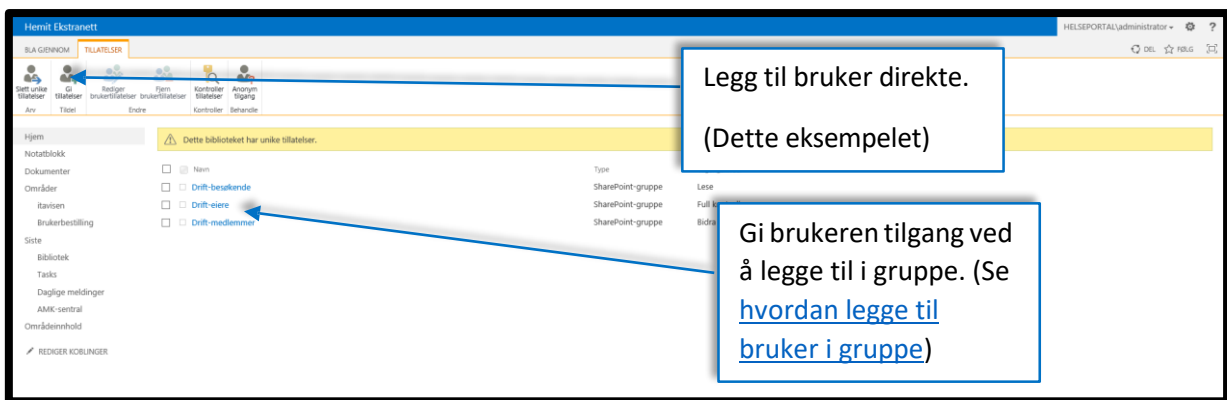 Hemit Ekstranett
HELSEPORTAL\administrator
?
BLA GJENNOM
TILLATELSER
DEL
FØLG
Slett unike tillatelser
Gi tillatelser
Rediger brukertillatelser
Fjern brukertillatelser
Kontroller tillatelser
Anonym tilgang
Arv
Tildel
Endre
Kontroller
Behandle
Legg til bruker direkte.
(Dette eksempelet)
Hjem
Notatblokk
Dokumenter
Områder
itavisen
Brukerbestilling
Siste
Bibliotek
Tasks
Daglige meldinger
AMK-sentral
Områdeinnhold
REDIGER KOBLINGER
Dette biblioteket har unike tillatelser.
Navn
Type
Drift-besøkende
SharePoint-gruppe
Lese
Drift-eiere
SharePoint-gruppe
Full
Drift-medlemmer
SharePoint-gruppe
Bidra
Gi brukeren tilgang ved
å legge til i gruppe. (Se
hvordan legge til
bruker i gruppe)